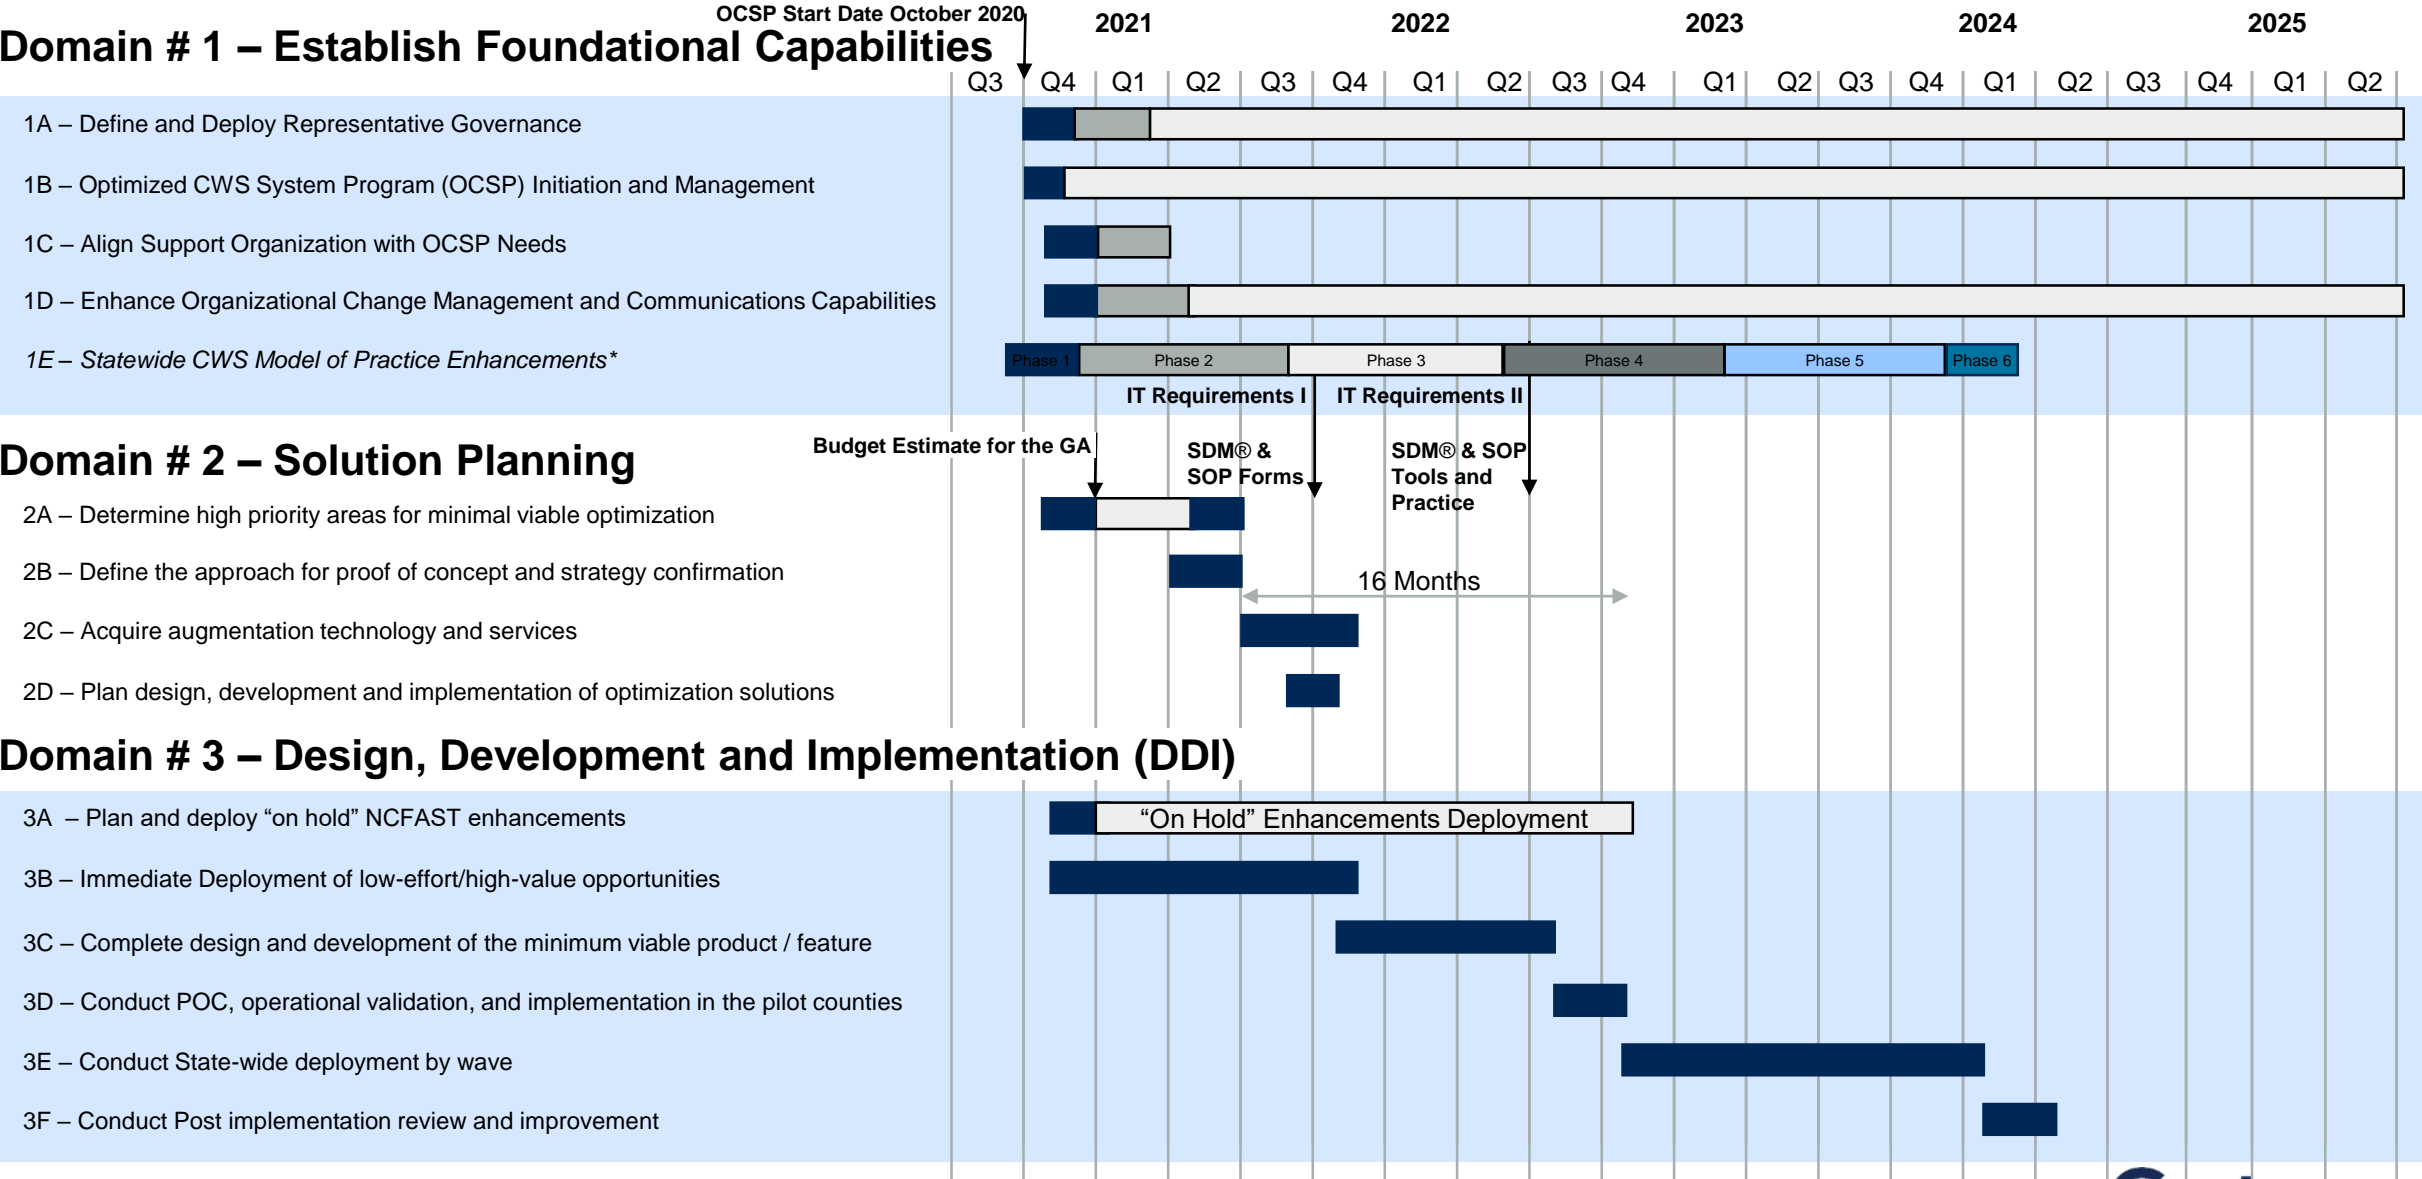 OCSP Start Date October 2020
2021 2022 2023 2024 2025
Domain # 1 – Establish Foundational Capabilities
Q3 Q4 Q1 Q2 Q3 Q4 Q1 Q2 Q3 Q4 Q1 Q2 Q3 Q4 Q1 Q2 Q3 Q4 Q1 Q2
1A – Define and Deploy Representative Governance
1B – Optimized CWS System Program (OCSP) Initiation and Management
1C – Align Support Organization with OCSP Needs
1D – Enhance Organizational Change Management and Communications Capabilities
1E – Statewide CWS Model of Practice Enhancements*
Phase 1 Phase 2 Phase 3 Phase 4 Phase 5 Phase 6
IT Requirements I IT Requirements II
Budget Estimate for the GA
SDM® &
SOP Forms
SDM® & SOP
Tools and
Practice
Domain # 2 – Solution Planning
2A – Determine high priority areas for minimal viable optimization
2B – Define the approach for proof of concept and strategy confirmation
16 Months
2C – Acquire augmentation technology and services
2D – Plan design, development and implementation of optimization solutions
Domain # 3 – Design, Development and Implementation (DDI)
3A – Plan and deploy “on hold” NCFAST enhancements
“On Hold” Enhancements Deployment
3B – Immediate Deployment of low-effort/high-value opportunities
3C – Complete design and development of the minimum viable product / feature
3D – Conduct POC, operational validation, and implementation in the pilot counties
3E – Conduct State-wide deployment by wave
3F – Conduct Post implementation review and improvement